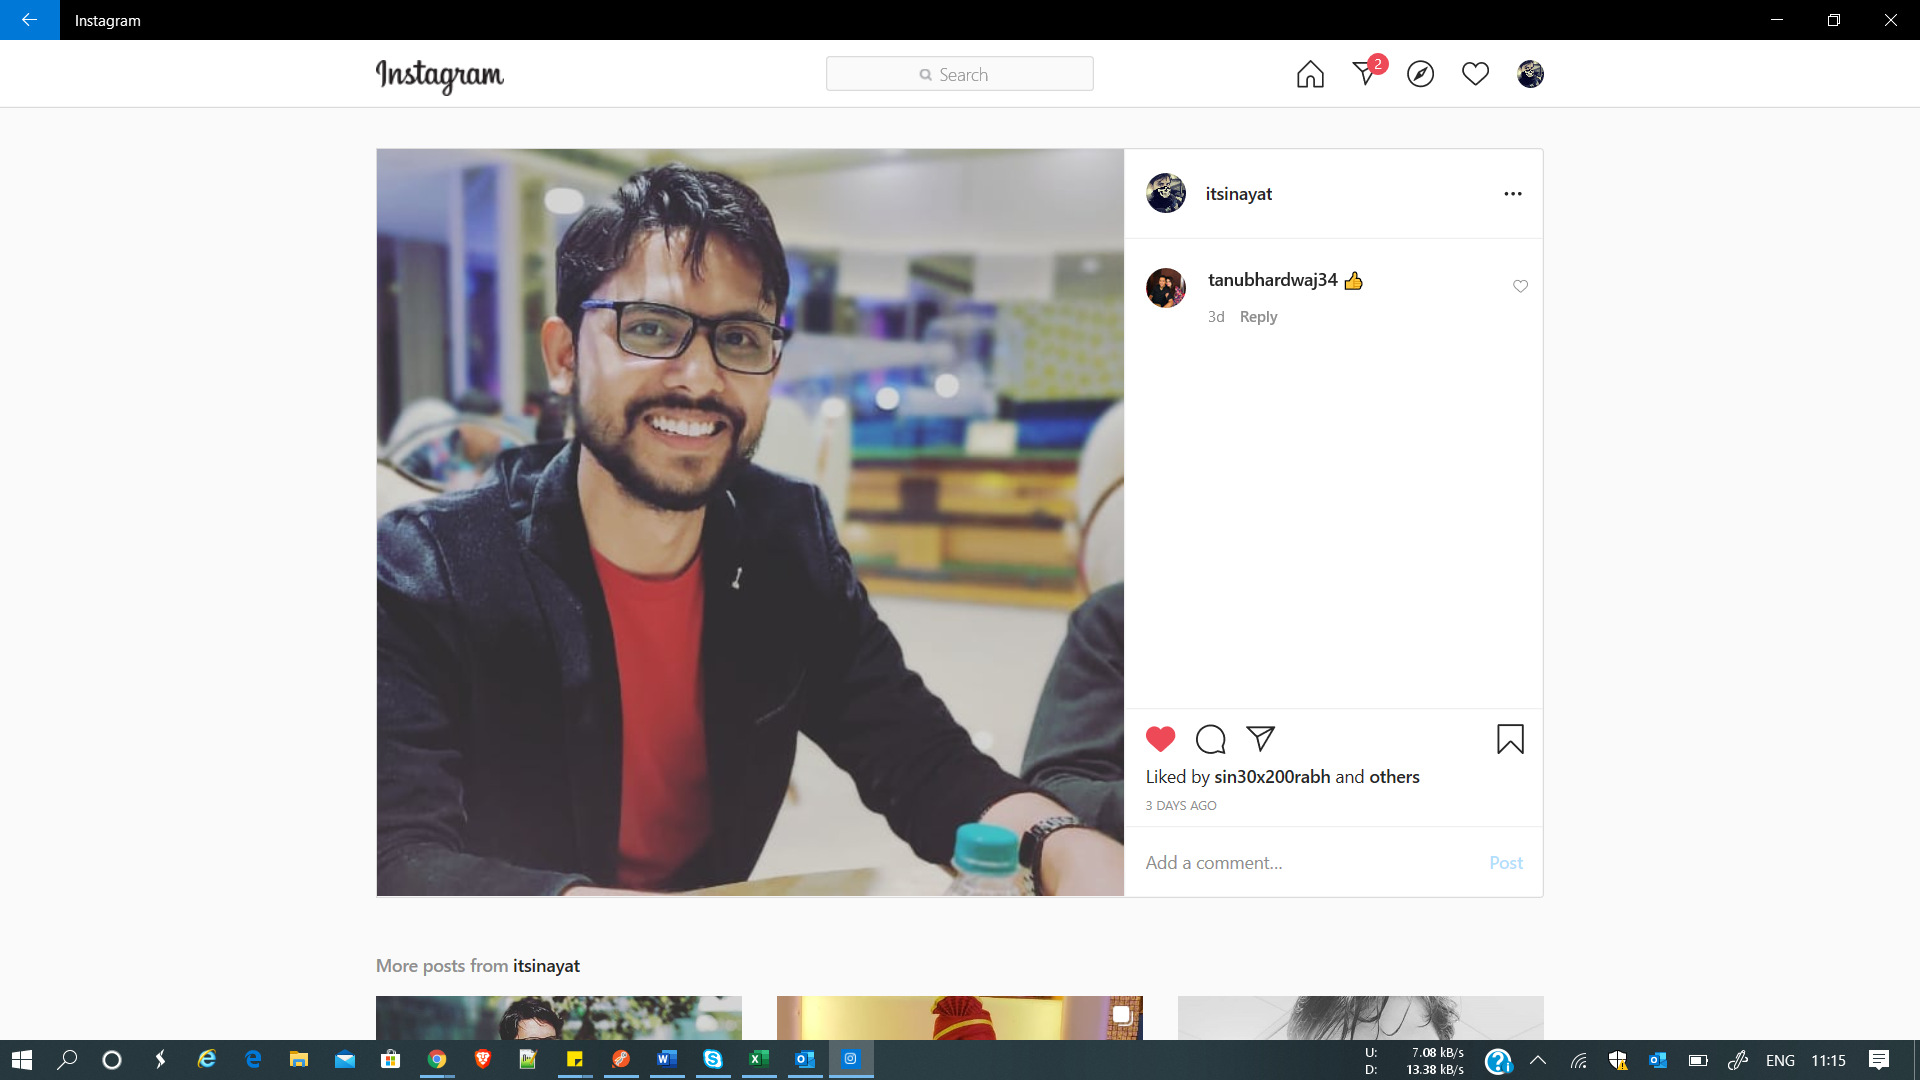 Instagram
Instagram
Search
2
itsinayat
tanubhardwaj34 👍
3d Reply
Liked by sin30x200rabh and others
3 DAYS AGO
Add a comment... Post
More posts from itsinayat
U: 7.08 kB/s
D: 13.38 kB/s
ENG
11:15